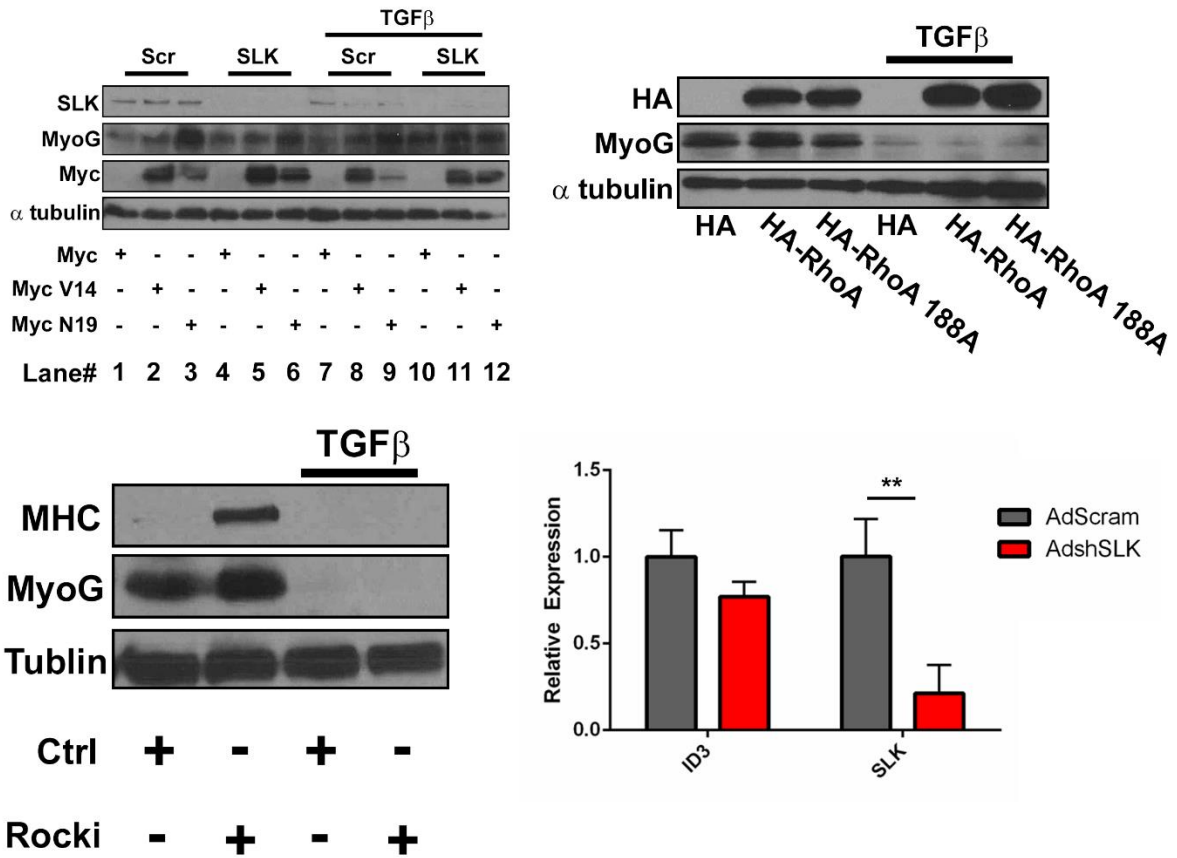 TGFβ
Scr SLK Scr SLK
SLK
MyoG
Myc
α tubulin
Myc + - - + - - + - - + - -
Myc V14 - + - - + - - + - - + -
Myc N19 - - + - - + - - + - - +
Lane# 1 2 3 4 5 6 7 8 9 10 11 12
TGFβ
HA
MyoG
α tubulin
HA HA-RhoA HA-RhoA 188A HA HA-RhoA HA-RhoA 188A
TGFβ
MHC
MyoG
Tublin
Ctrl + - + -
Rocki - + - +
1.5
1.0
0.5
0.0
Relative Expression
**
ID3 SLK
AdScram
AdshSLK